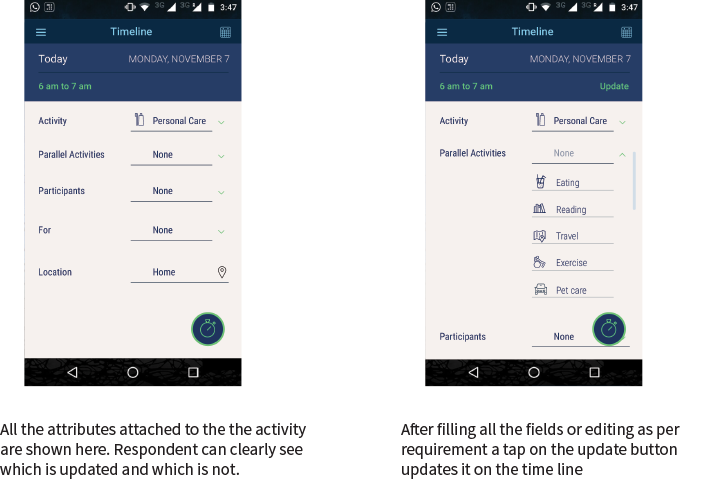 3G 3G 3:47
Timeline
Today MONDAY, NOVEMBER 7
6 am to 7 am
Activity Personal Care
Parallel Activities None
Participants None
For None
Location Home
All the attributes attached to the the activity
are shown here. Respondent can clearly see
which is updated and which is not.
3G 3G 3:47
Timeline
Today MONDAY, NOVEMBER 7
6 am to 7 am Update
Activity Personal Care
Parallel Activities None
Eating
Reading
Travel
Exercise
Pet care
Participants None
After filling all the fields or editing as per
requirement a tap on the update button
updates it on the time line